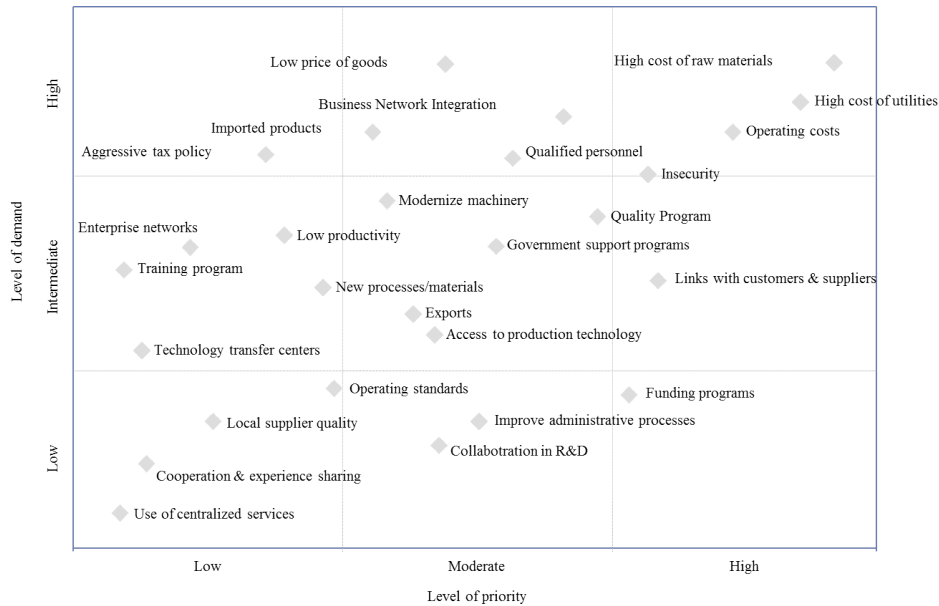 Low price of goods
High cost of raw materials
High
Business Network Integration
High cost of utilities
Imported products
Operating costs
Aggressive tax policy
Qualified personnel
Insecurity
Modernize machinery
Quality Program
Enterprise networks
Low productivity
Government support programs
Level of demand
Intermediate
Training program
Links with customers & suppliers
New processes/materials
Exports
Access to production technology
Technology transfer centers
Operating standards
Funding programs
Local supplier quality
Improve administrative processes
Low
Collabotration in R&D
Cooperation & experience sharing
Use of centralized services
Low
Moderate
High
Level of priority